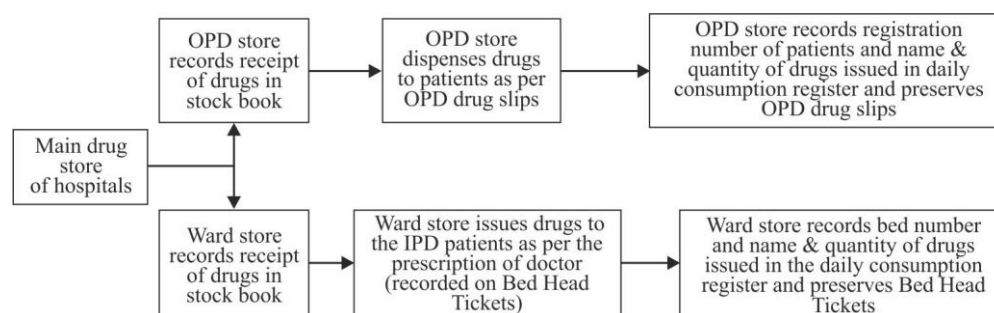 OPD store
records receipt
of drugs in
stock book
OPD store
dispenses drugs
to patients as per
OPD drug slips
OPD store records registration
number of patients and name &
quantity of drugs issued in daily
consumption register and preserves
OPD drug slips
Main drug
store
of hospitals
Ward store
records receipt
of drugs in
stock book
Ward store issues drugs to
the IPD patients as per the
prescription of doctor
(recorded on Bed Head
Tickets)
Ward store records bed number
and name & quantity of drugs
issued in the daily consumption
register and preserves Bed Head
Tickets